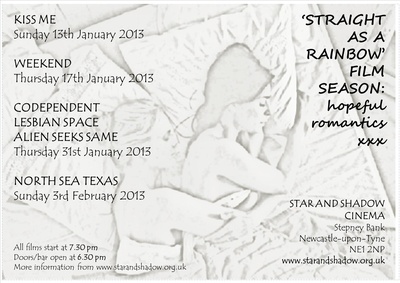 KISS ME
Sunday 13th January 2013
WEEKEND
Thursday 17th January 2013
CODEPENDENT
LESBIAN SPACE
ALIEN SEEKS SAME
Thursday 31st January 2013
NORTH SEA TEXAS
Sunday 3rd February 2013
All films start at 7.30 pm
Doors/bar open at 6.30 pm
More information from www.starandshadow.org.uk
'STRAIGHT
AS A
RAINBOW'
FILM
SEASON:
hopeful
romantics
xxx
STAR AND SHADOW
CINEMA
Stepney Bank
Newcastle-upon-Tyne
NE1 2NP
www.starandshadow.org.uk